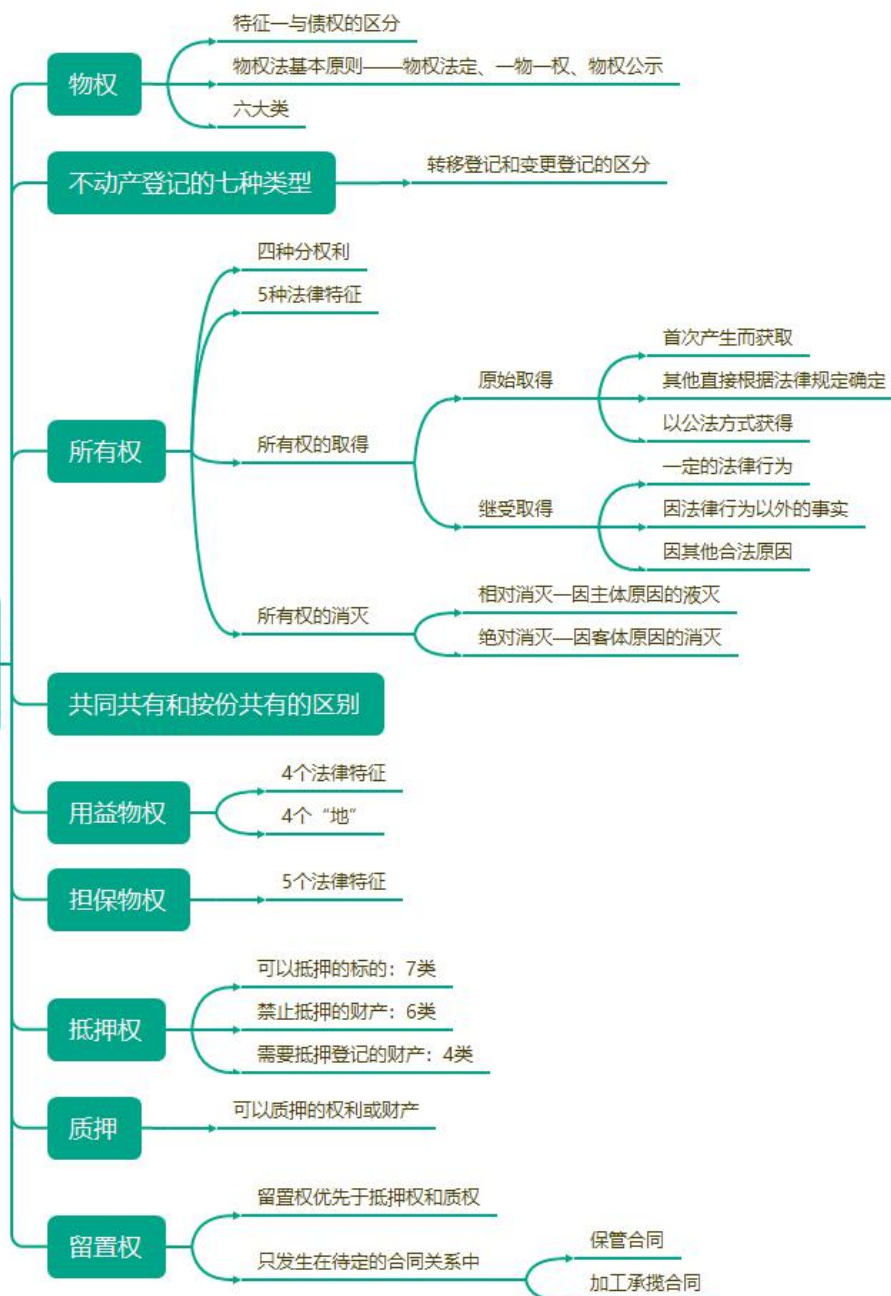 物权
特征一与债权的区分
物权法基本原则——物权法定、一物一权、物权公示
六大类
不动产登记的七种类型
转移登记和变更登记的区分
所有权
四种分权利
5种法律特征
所有权的取得
原始取得
首次产生而获取
其他直接根据法律规定确定
以公法方式获得
继受取得
一定的法律行为
因法律行为以外的事实
因其他合法原因
所有权的消灭
相对消灭—因主体原因的液灭
绝对消灭—因客体原因的消灭
共同共有和按份共有的区别
用益物权
4个法律特征
4个“地”
担保物权
5个法律特征
抵押权
可以抵押的标的：7类
禁止抵押的财产：6类
需要抵押登记的财产：4类
质押
可以质押的权利或财产
留置权
留置权优先于抵押权和质权
只发生在待定的合同关系中
保管合同
加工承揽合同